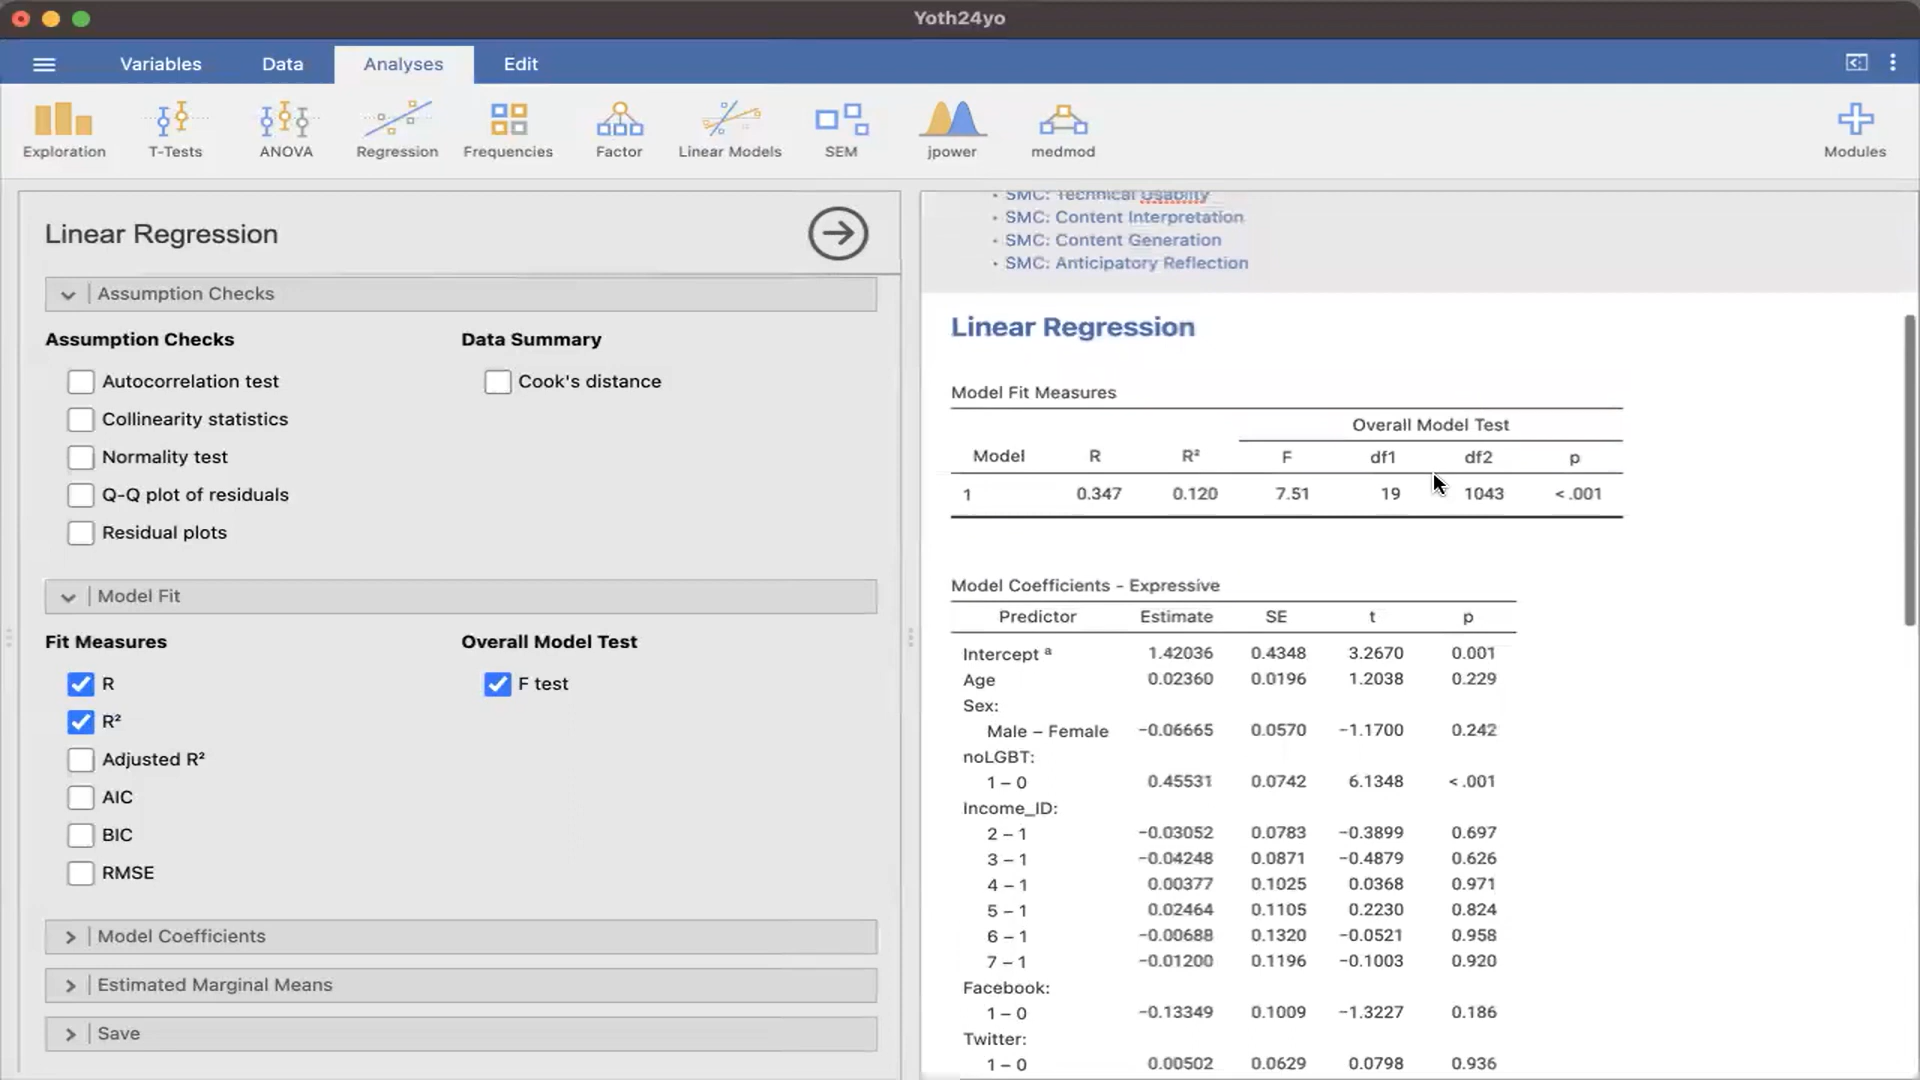 Yoth24yo
Variables Data Analyses Edit
Exploration T-Tests ANOVA Regression Frequencies Factor Linear Models SEM jpower medmod Modules
Linear Regression
Assumption Checks
Assumption Checks Data Summary
Autocorrelation test Cook's distance
Collinearity statistics
Normality test
Q-Q plot of residuals
Residual plots
Model Fit
Fit Measures Overall Model Test
R F test
R²
Adjusted R²
AIC
BIC
RMSE
Model Coefficients
Estimated Marginal Means
Save
• SMC: Technical Usability
• SMC: Content Interpretation
• SMC: Content Generation
• SMC: Anticipatory Reflection
Linear Regression
Model Fit Measures
Overall Model Test
Model R R² F df1 df2 p
1 0.347 0.120 7.51 19 1043 < .001
Model Coefficients - Expressive
Predictor Estimate SE t p
Intercept ª 1.42036 0.4348 3.2670 0.001
Age 0.02360 0.0196 1.2038 0.229
Sex:
Male – Female −0.06665 0.0570 −1.1700 0.242
noLGBT:
1 – 0 0.45531 0.0742 6.1348 < .001
Income_ID:
2 – 1 −0.03052 0.0783 −0.3899 0.697
3 – 1 −0.04248 0.0871 −0.4879 0.626
4 – 1 0.00377 0.1025 0.0368 0.971
5 – 1 0.02464 0.1105 0.2230 0.824
6 – 1 −0.00688 0.1320 −0.0521 0.958
7 – 1 −0.01200 0.1196 −0.1003 0.920
Facebook:
1 – 0 −0.13349 0.1009 −1.3227 0.186
Twitter:
1 – 0 0.00502 0.0629 0.0798 0.936